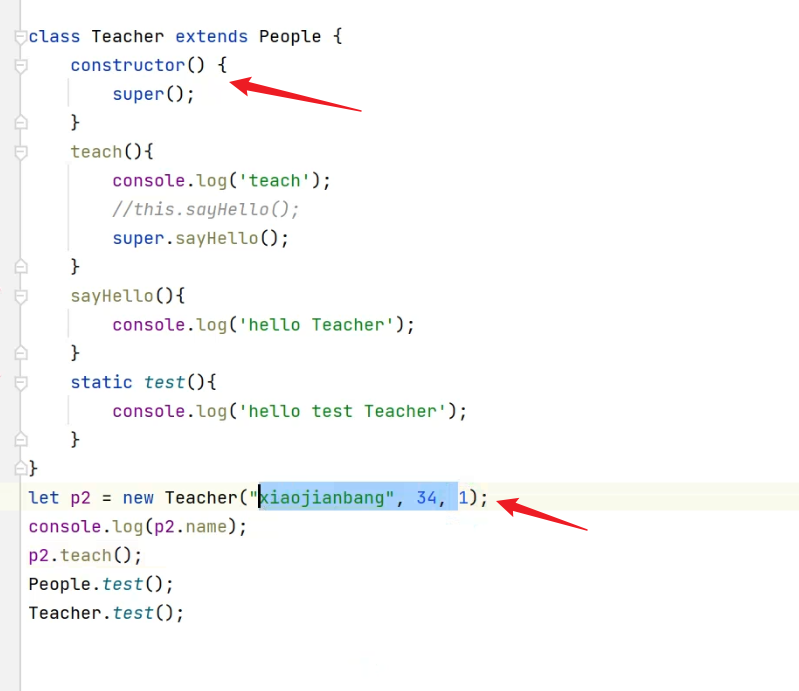 class Teacher extends People {
    constructor() {
        super();
    }
    teach(){
        console.log('teach');
        //this.sayHello();
        super.sayHello();
    }
    sayHello(){
        console.log('hello Teacher');
    }
    static test(){
        console.log('hello test Teacher');
    }
}
let p2 = new Teacher("xiaojianbang", 34, 1);
console.log(p2.name);
p2.teach();
People.test();
Teacher.test();